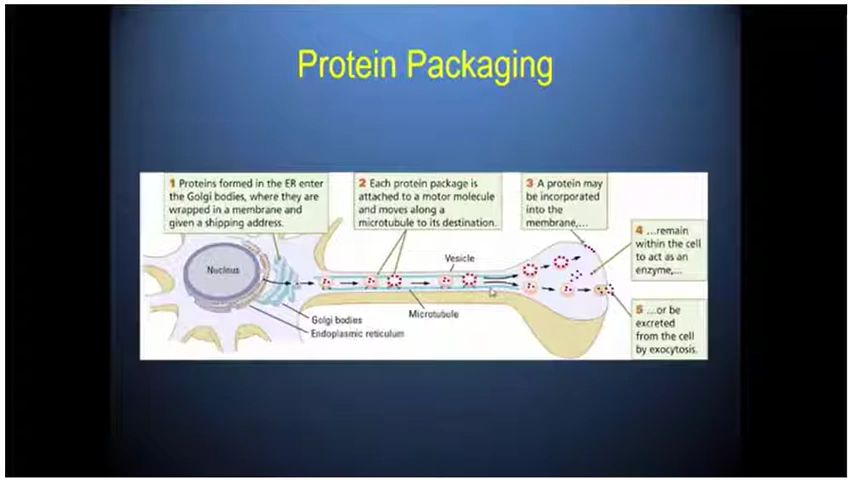 Protein Packaging
1 Proteins formed in the ER enter
the Golgi bodies, where they are
wrapped in a membrane and
given a shipping address.
2 Each protein package is
attached to a motor molecule
and moves along a
microtubule to its destination.
3 A protein may
be incorporated
into the
membrane,...
4 ...remain
within the cell
to act as an
enzyme,...
5 ...or be
excreted
from the cell
by exocytosis.
Nucleus
Vesicle
Golgi bodies
Microtubule
Endoplasmic reticulum